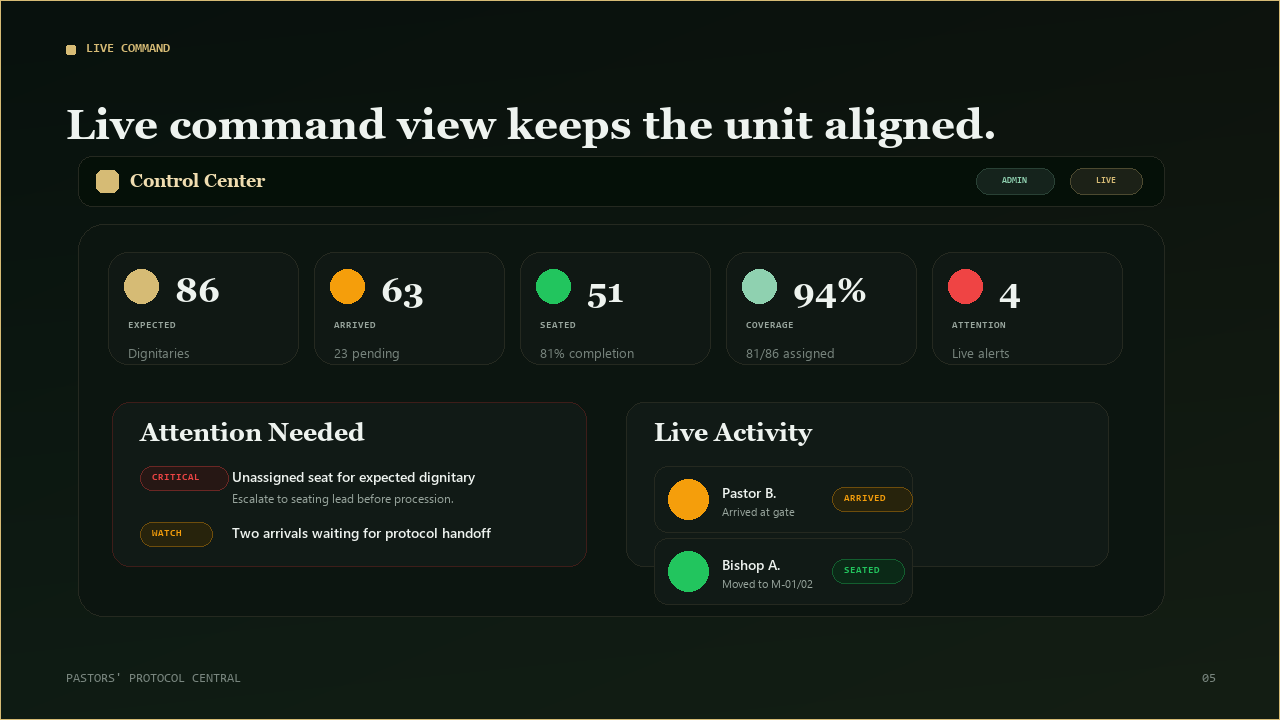 LIVE COMMAND
Live command view keeps the unit aligned.
Control Center
ADMIN
LIVE
86
EXPECTED
Dignitaries
63
ARRIVED
23 pending
51
SEATED
81% completion
94%
COVERAGE
81/86 assigned
4
ATTENTION
Live alerts
Attention Needed
CRITICAL
Unassigned seat for expected dignitary
Escalate to seating lead before procession.
WATCH
Two arrivals waiting for protocol handoff
Live Activity
Pastor B.
Arrived at gate
ARRIVED
Bishop A.
Moved to M-01/02
SEATED
PASTORS' PROTOCOL CENTRAL
05